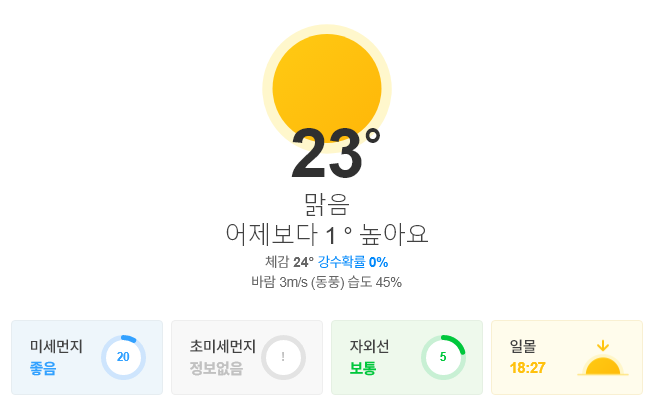 23°
맑음
어제보다 1° 높아요
체감 24° 강수확률 0%
바람 3m/s (동풍) 습도 45%
미세먼지
좋음
20
초미세먼지
정보없음
!
자외선
보통
5
일몰
18:27